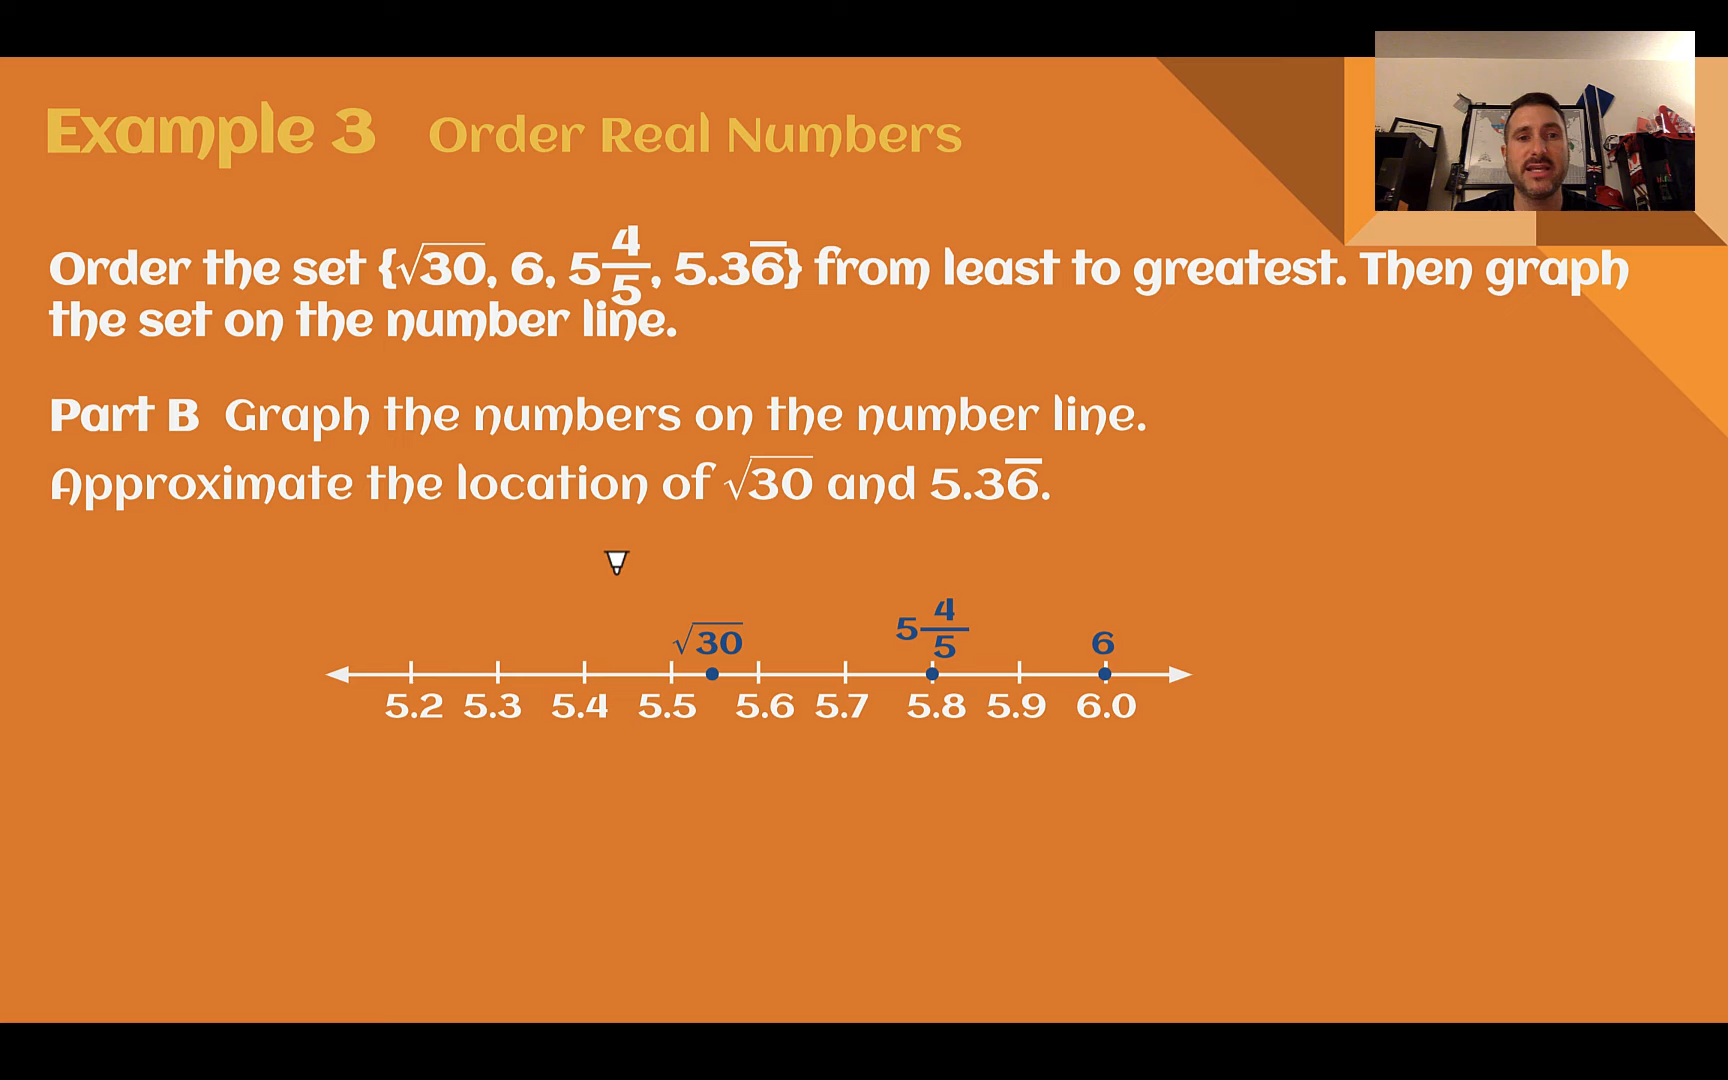 Example 3 Order Real Numbers
Order the set {√30, 6, 5 4/5, 5.36̅} from least to greatest. Then graph
the set on the number line.
Part B Graph the numbers on the number line.
Approximate the location of √30 and 5.36̅.
√30 5 4/5 6
5.2 5.3 5.4 5.5 5.6 5.7 5.8 5.9 6.0